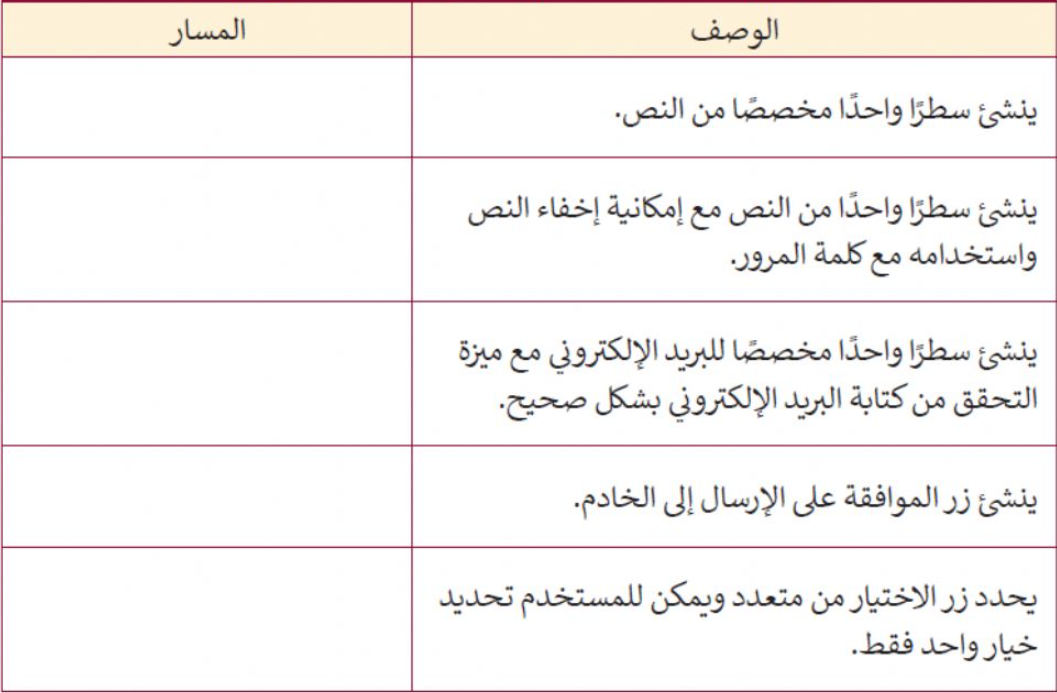 الوصف
المسار
ينشئ سطرًا واحدًا مخصصًا من النص.
ينشئ سطرًا واحدًا من النص مع إمكانية إخفاء النص
واستخدامه مع كلمة المرور.
ينشئ سطرًا واحدًا مخصصًا للبريد الإلكتروني مع ميزة
التحقق من كتابة البريد الإلكتروني بشكل صحيح.
ينشئ زر الموافقة على الإرسال إلى الخادم.
يحدد زر الاختيار من متعدد ويمكن للمستخدم تحديد
خيار واحد فقط.